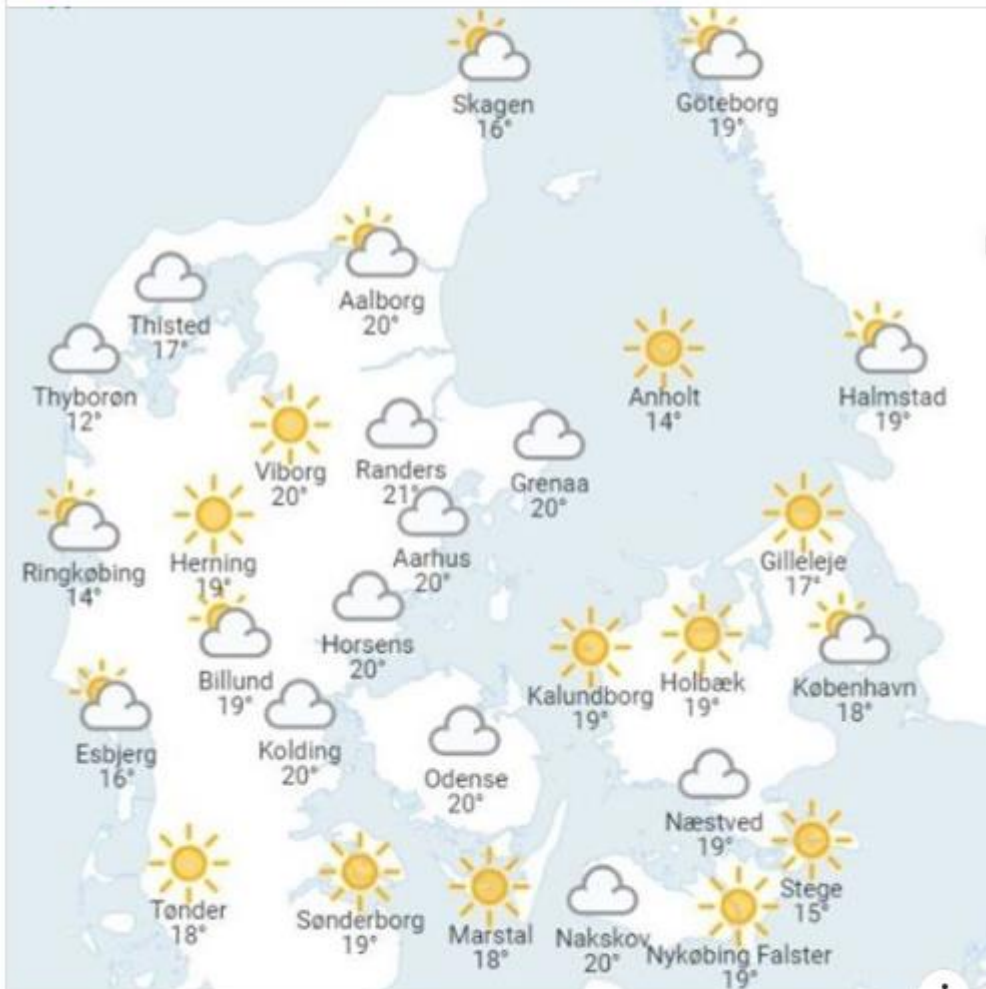 Skagen
16°
Göteborg
19°
Aalborg
20°
Thisted
17°
Thyborøn
12°
Anholt
14°
Halmstad
19°
Viborg
20°
Randers
21°
Grenaa
20°
Ringkøbing
14°
Herning
19°
Aarhus
20°
Gilleleje
17°
Horsens
20°
Billund
19°
Kalundborg
19°
Holbæk
19°
København
18°
Esbjerg
16°
Kolding
20°
Odense
20°
Næstved
19°
Stege
15°
Tønder
18°
Sønderborg
19°
Marstal
18°
Nakskov
20°
Nykøbing Falster
19°